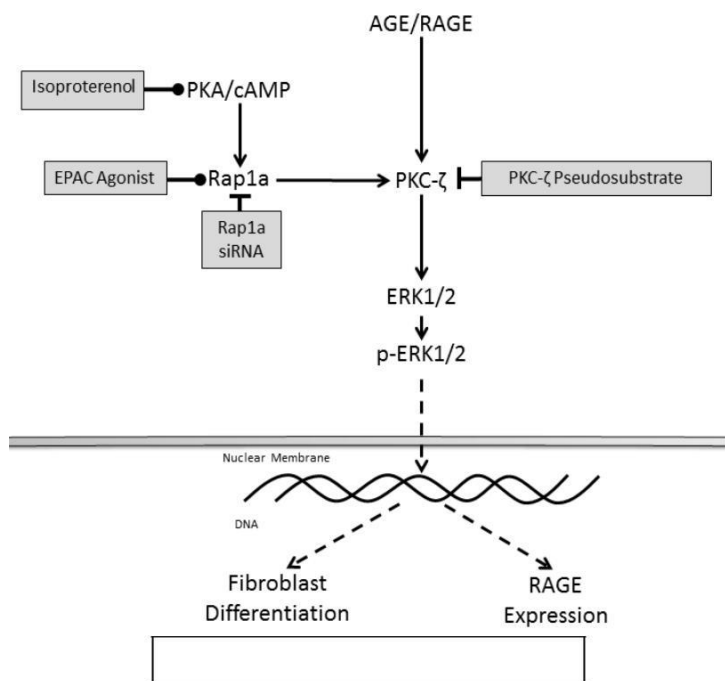 AGE/RAGE
Isoproterenol
PKA/cAMP
EPAC Agonist
Rap1a
PKC-ζ
PKC-ζ Pseudosubstrate
Rap1a
siRNA
ERK1/2
p-ERK1/2
Nuclear Membrane
DNA
Fibroblast
Differentiation
RAGE
Expression